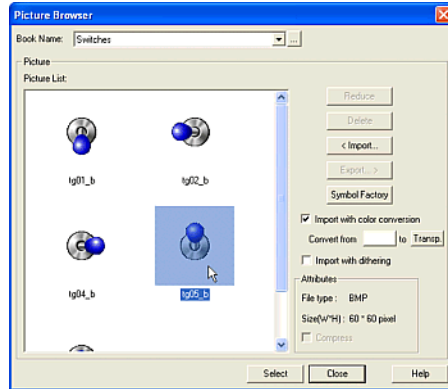 Picture Browser
Book Name: Switches ...
Picture
Picture List:
tg01_b tg02_b
tg04_b tg05_b
Reduce
Delete
< Import...
Export... >
Symbol Factory
Import with color conversion
Convert from to Transp.
Import with dithering
Attributes
File type : BMP
Size(W*H) : 60 * 60 pixel
Compress
Select Close Help